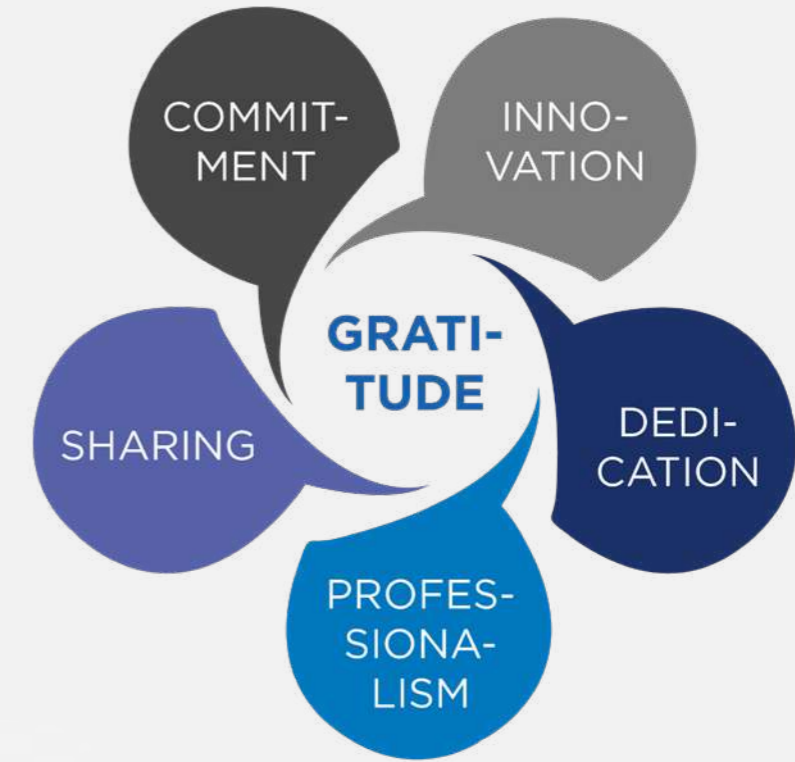 COMMIT-
MENT
INNO-
VATION
GRATI-
TUDE
SHARING
DEDI-
CATION
PROFES-
SIONA-
LISM